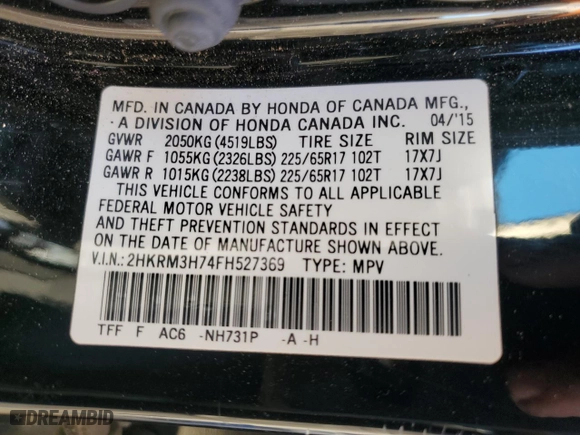 MFD. IN CANADA BY HONDA OF CANADA MFG.,
A DIVISION OF HONDA CANADA INC. 04/'15
GVWR 2050KG (4519LBS) TIRE SIZE RIM SIZE
GAWR F 1055KG (2326LBS) 225/65R17 102T 17X7J
GAWR R 1015KG (2238LBS) 225/65R17 102T 17X7J
THIS VEHICLE CONFORMS TO ALL APPLICABLE
FEDERAL MOTOR VEHICLE SAFETY
AND THEFT PREVENTION STANDARDS IN EFFECT
ON THE DATE OF MANUFACTURE SHOWN ABOVE.
V.I.N.: 2HKRM3H74FH527369 TYPE: MPV
TFF F AC6 -NH731P -A -H
DREAMBID